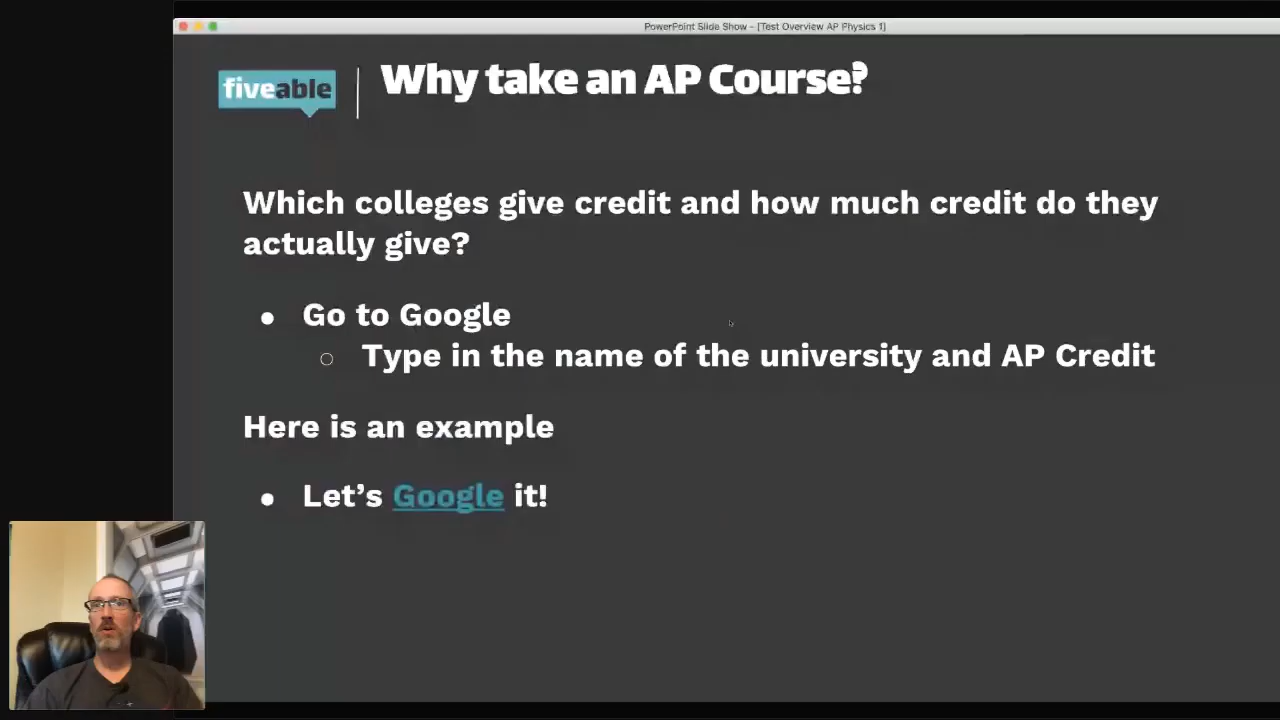 PowerPoint Slide Show - [Test Overview AP Physics 1]
fiveable
Why take an AP Course?
Which colleges give credit and how much credit do they
actually give?
Go to Google
Type in the name of the university and AP Credit
Here is an example
Let’s Google it!